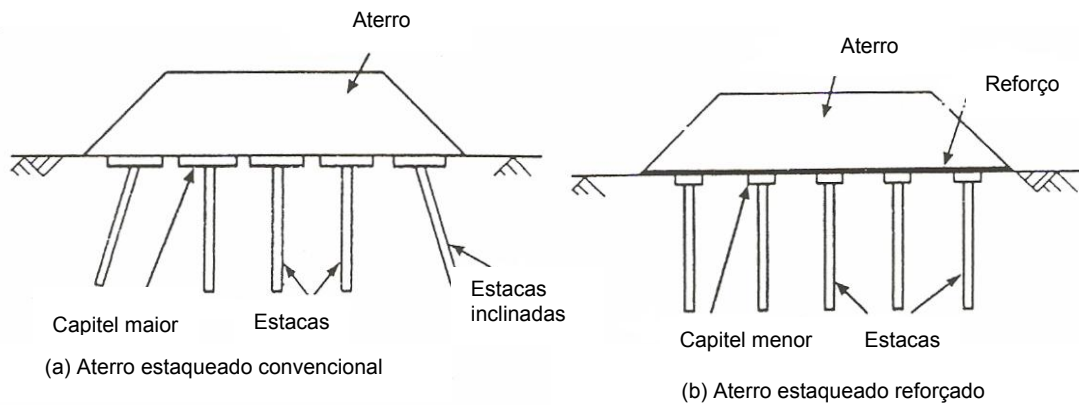 Aterro
Capitel maior
Estacas
Estacas
inclinadas
(a) Aterro estaqueado convencional
Aterro
Reforço
Capitel menor
Estacas
(b) Aterro estaqueado reforçado